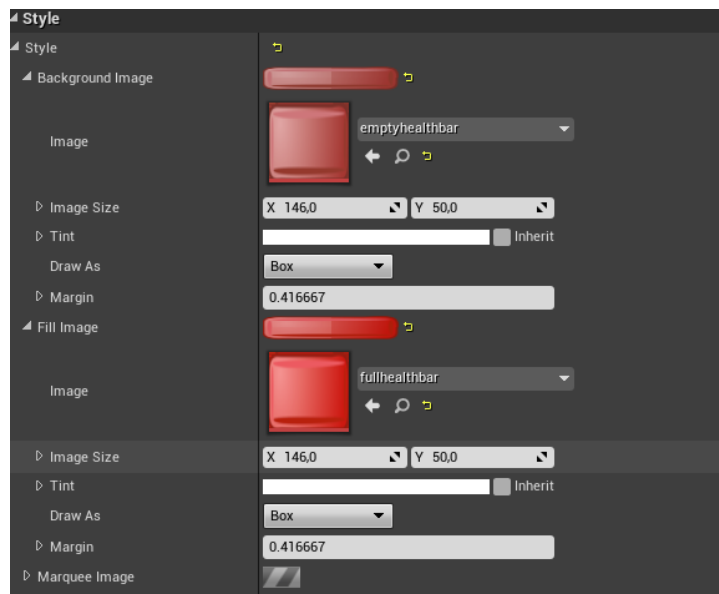 Style
Style
Background Image
Image
emptyhealthbar
Image Size
X 146,0
Y 50,0
Tint
Inherit
Draw As
Box
Margin
0.416667
Fill Image
Image
fullhealthbar
Image Size
X 146,0
Y 50,0
Tint
Inherit
Draw As
Box
Margin
0.416667
Marquee Image